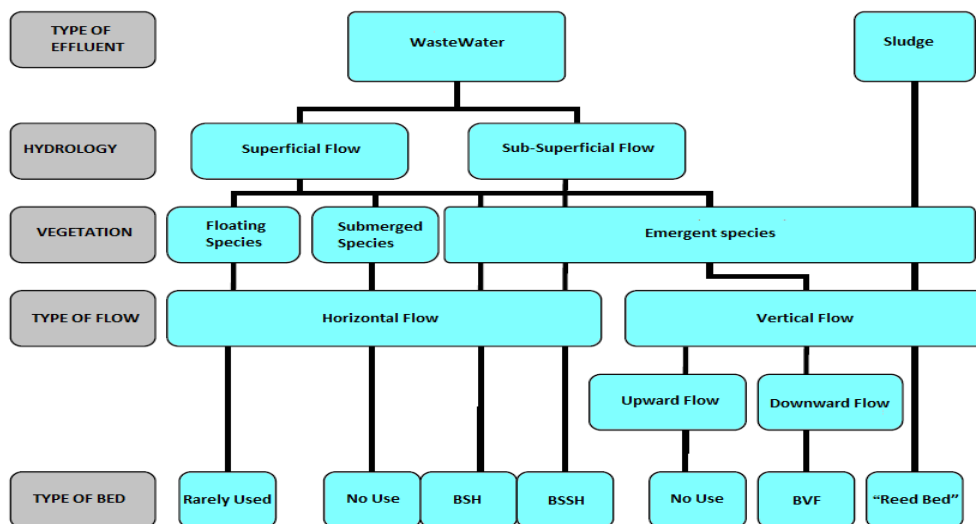 TYPE OF
EFFLUENT
WasteWater
Sludge
HYDROLOGY
Superficial Flow
Sub-Superficial Flow
VEGETATION
Floating
Species
Submerged
Species
Emergent species
TYPE OF FLOW
Horizontal Flow
Vertical Flow
Upward Flow
Downward Flow
TYPE OF BED
Rarely Used
No Use
BSH
BSSH
No Use
BVF
“Reed Bed”